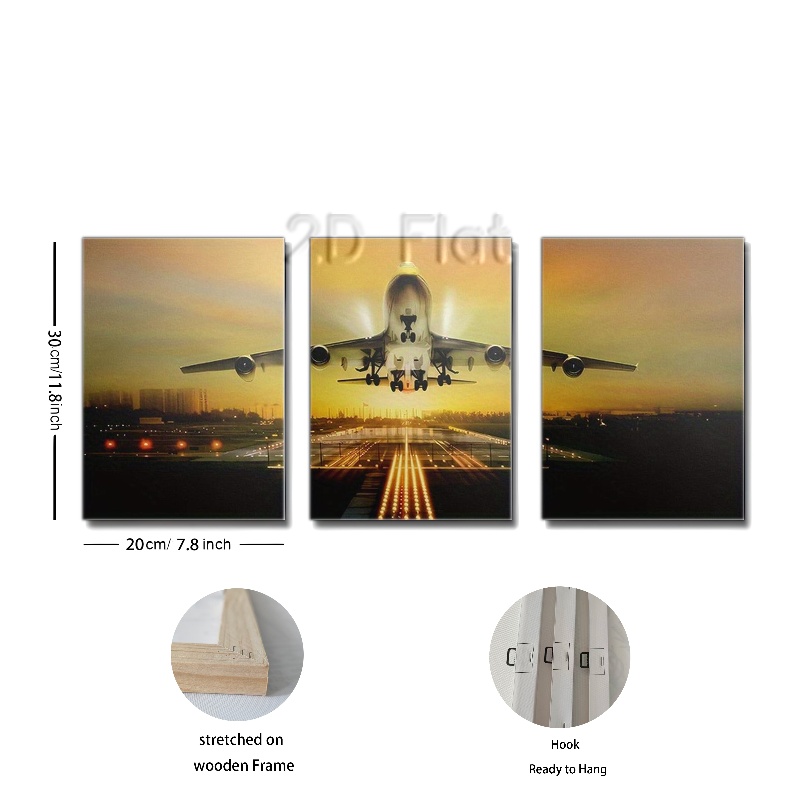 2D Flat
30cm/11.8inch
20cm/ 7.8 inch
stretched on
wooden Frame
Hook
Ready to Hang